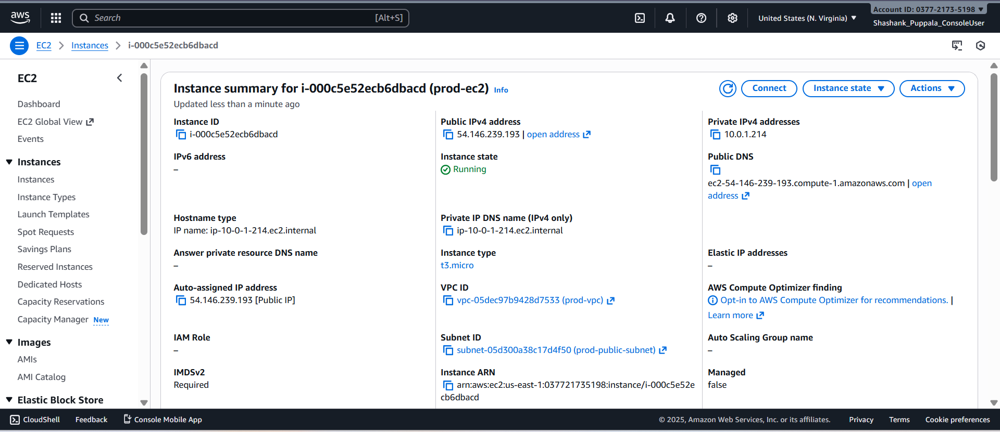 aws
Search
[Alt+S]
United States (N. Virginia)
Account ID: 0377-2173-5198
Shashank_Puppala_ConsoleUser
EC2
Instances
i-000c5e52ecb6dbacd
EC2
Dashboard
EC2 Global View
Events
Instances
Instances
Instance Types
Launch Templates
Spot Requests
Savings Plans
Reserved Instances
Dedicated Hosts
Capacity Reservations
Capacity Manager New
Images
AMIs
AMI Catalog
Elastic Block Store
Instance summary for i-000c5e52ecb6dbacd (prod-ec2) Info
Updated less than a minute ago
Connect
Instance state
Actions
Instance ID
i-000c5e52ecb6dbacd
Public IPv4 address
54.146.239.193 | open address
Private IPv4 addresses
10.0.1.214
IPv6 address
–
Instance state
Running
Public DNS
ec2-54-146-239-193.compute-1.amazonaws.com | open
address
Hostname type
IP name: ip-10-0-1-214.ec2.internal
Private IP DNS name (IPv4 only)
ip-10-0-1-214.ec2.internal
Answer private resource DNS name
–
Instance type
t3.micro
Elastic IP addresses
–
Auto-assigned IP address
54.146.239.193 [Public IP]
VPC ID
vpc-05dec97b9428d7533 (prod-vpc)
AWS Compute Optimizer finding
Opt-in to AWS Compute Optimizer for recommendations. |
Learn more
IAM Role
–
Subnet ID
subnet-05d300a38c17d4f50 (prod-public-subnet)
Auto Scaling Group name
–
IMDSv2
Required
Instance ARN
arn:aws:ec2:us-east-1:037721735198:instance/i-000c5e52e
cb6dbacd
Managed
false
CloudShell
Feedback
Console Mobile App
© 2025, Amazon Web Services, Inc. or its affiliates.
Privacy
Terms
Cookie preferences